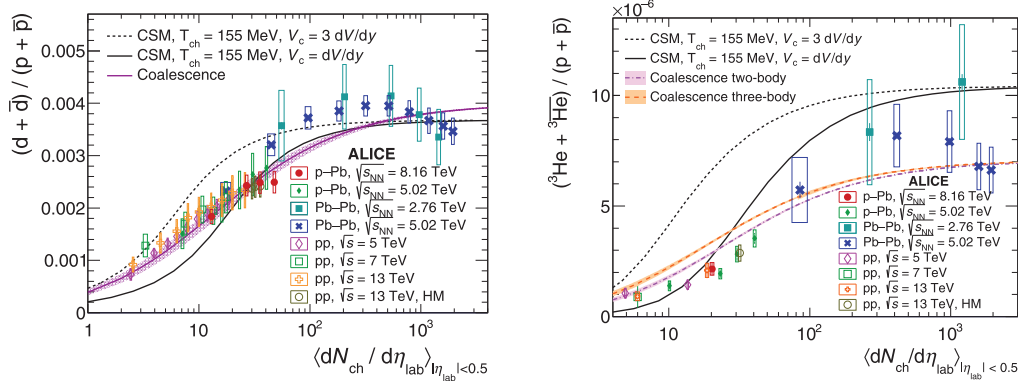 (d + d̅) / (p + p̅)
0.005
0.004
0.003
0.002
0.001
0
CSM, T_ch = 155 MeV, V_c = 3 dV/dy
CSM, T_ch = 155 MeV, V_c = dV/dy
Coalescence
ALICE
p–Pb, √s_NN = 8.16 TeV
p–Pb, √s_NN = 5.02 TeV
Pb–Pb, √s_NN = 2.76 TeV
Pb–Pb, √s_NN = 5.02 TeV
pp, √s = 5 TeV
pp, √s = 7 TeV
pp, √s = 13 TeV
pp, √s = 13 TeV, HM
1 10 10² 10³
⟨dN_ch / dη_lab⟩_|η_lab|<0.5
×10⁻⁶
(³He + ³H̅e̅) / (p + p̅)
10
5
0
CSM, T_ch = 155 MeV, V_c = 3 dV/dy
CSM, T_ch = 155 MeV, V_c = dV/dy
Coalescence two-body
Coalescence three-body
ALICE
p–Pb, √s_NN = 8.16 TeV
p–Pb, √s_NN = 5.02 TeV
Pb–Pb, √s_NN = 2.76 TeV
Pb–Pb, √s_NN = 5.02 TeV
pp, √s = 5 TeV
pp, √s = 7 TeV
pp, √s = 13 TeV
pp, √s = 13 TeV, HM
10 10² 10³
⟨dN_ch/dη_lab⟩_|η_lab| < 0.5